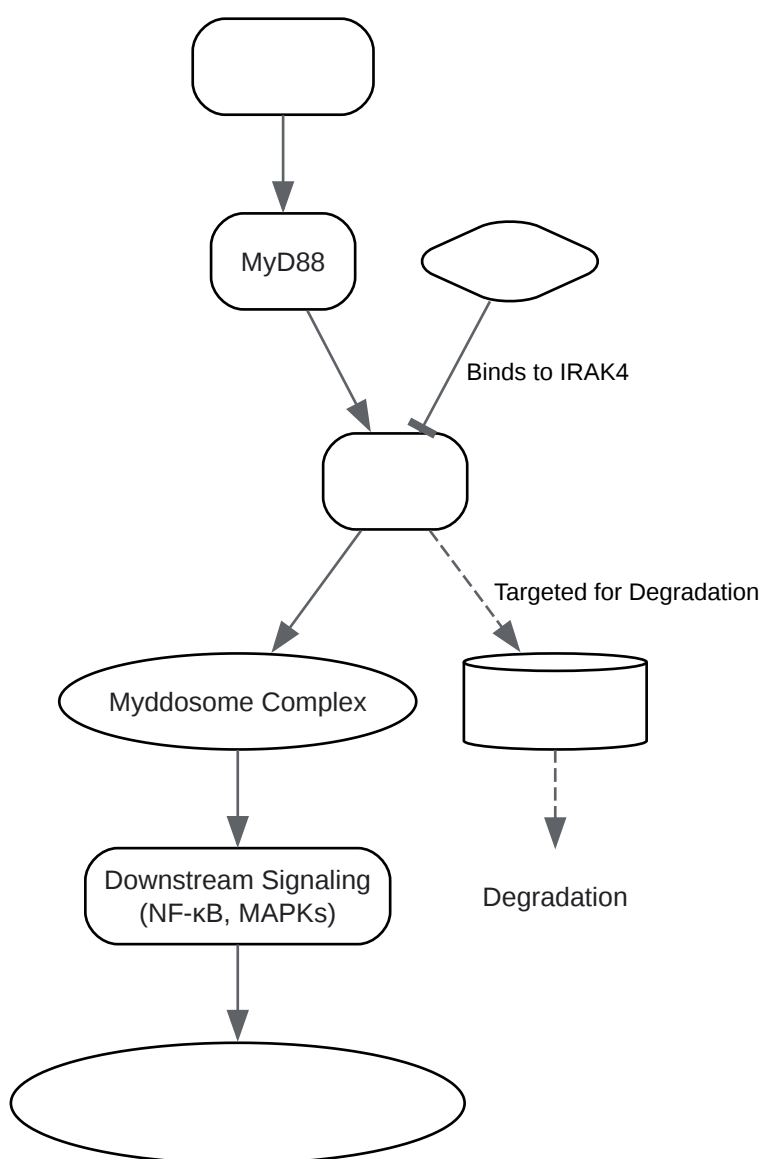 MyD88
Binds to IRAK4
Targeted for Degradation
Myddosome Complex
Downstream Signaling
(NF-κB, MAPKs)
Degradation